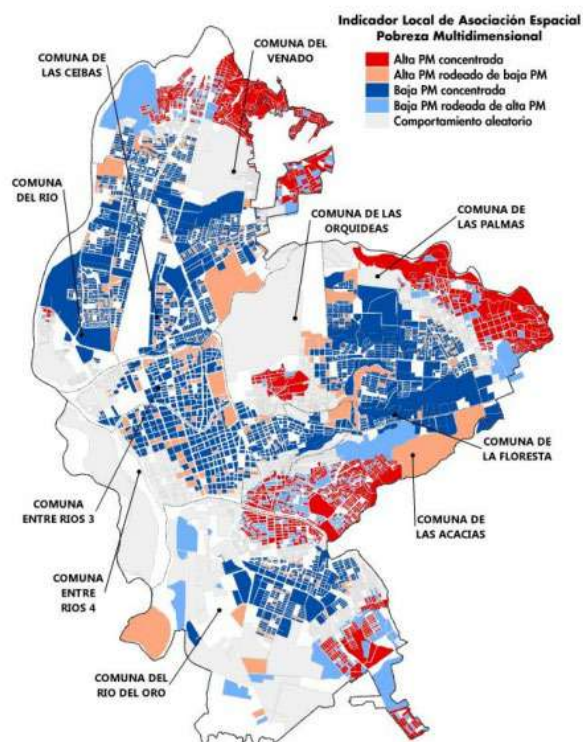 Indicador Local de Asociación Espacial
Pobreza Multidimensional
Alta PM concentrada
Alta PM rodeado de baja PM
Baja PM concentrada
Baja PM rodeada de alta PM
Comportamiento aleatorio
COMUNA DE
LAS CEIBAS
COMUNA DEL
VENADO
COMUNA
DEL RIO
COMUNA DE LAS
ORQUIDEAS
COMUNA DE
LAS PALMAS
COMUNA DE
LA FLORESTA
COMUNA
ENTRE RIOS 3
COMUNA DE
LAS ACACIAS
COMUNA
ENTRE
RIOS 4
COMUNA DEL
RIO DEL ORO